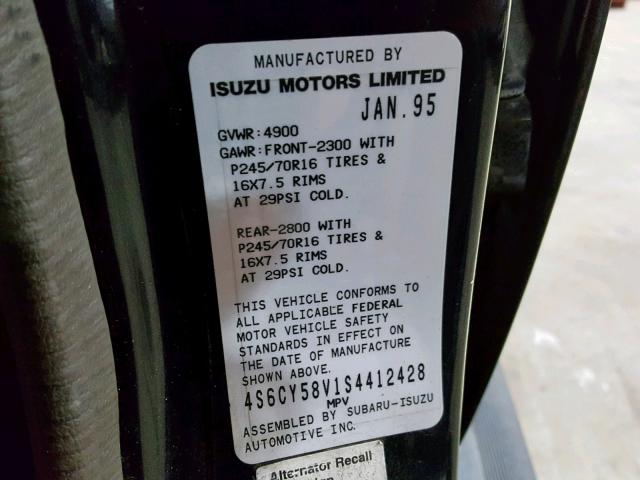 MANUFACTURED BY
ISUZU MOTORS LIMITED
JAN.95
GVWR:4900
GAWR:FRONT-2300 WITH
P245/70R16 TIRES &
16X7.5 RIMS
AT 29PSI COLD.
REAR-2800 WITH
P245/70R16 TIRES &
16X7.5 RIMS
AT 29PSI COLD.
THIS VEHICLE CONFORMS TO
ALL APPLICABLE FEDERAL
MOTOR VEHICLE SAFETY
STANDARDS IN EFFECT ON
THE DATE OF MANUFACTURE
SHOWN ABOVE.
4S6CY58V1S4412428
MPV
ASSEMBLED BY SUBARU-ISUZU
AUTOMOTIVE INC.
Alternator Recall